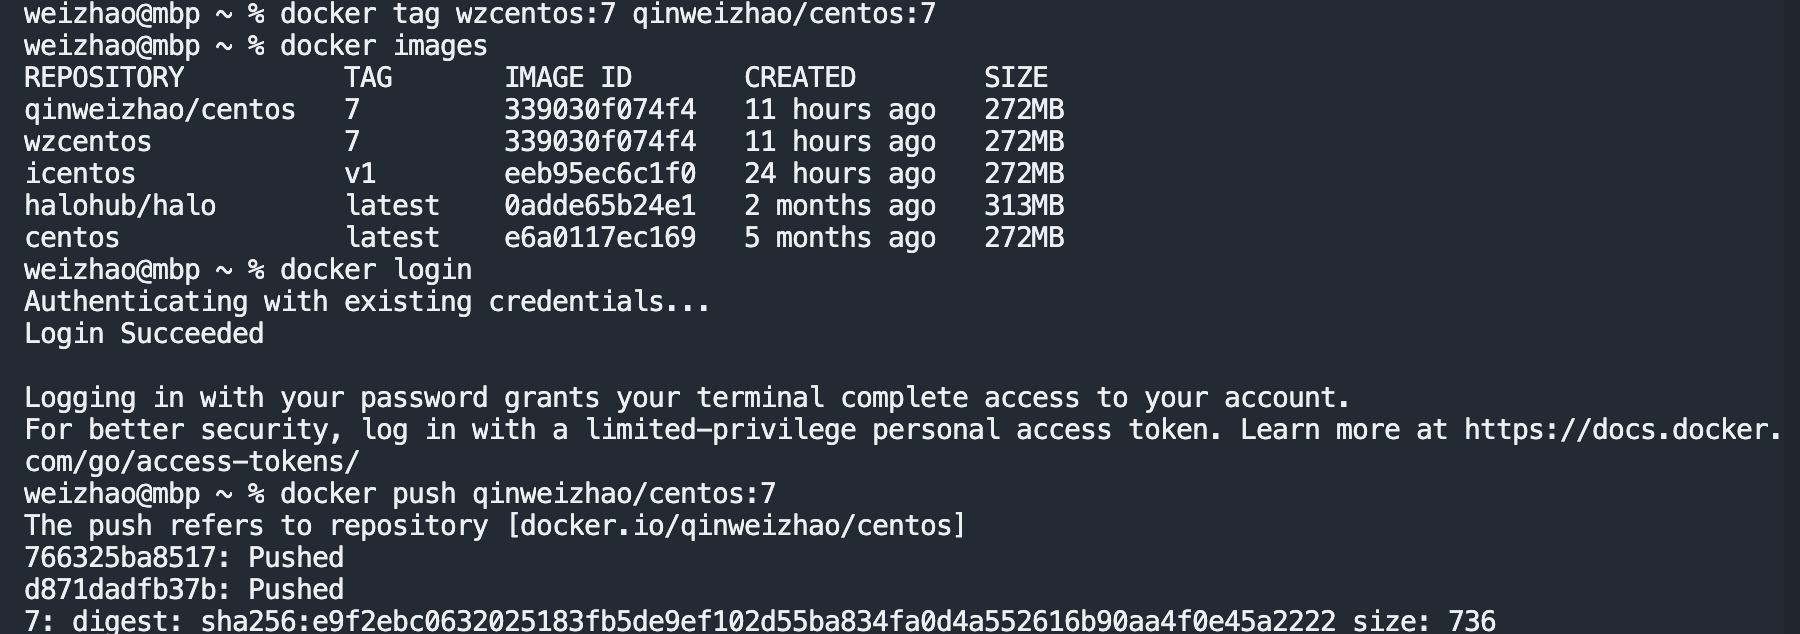 weizhao@mbp ~ % docker tag wzcentos:7 qinweizhao/centos:7
weizhao@mbp ~ % docker images
REPOSITORY          TAG       IMAGE ID       CREATED         SIZE
qinweizhao/centos   7         339030f074f4   11 hours ago    272MB
wzcentos            7         339030f074f4   11 hours ago    272MB
icentos             v1        eeb95ec6c1f0   24 hours ago    272MB
halohub/halo        latest    0adde65b24e1   2 months ago    313MB
centos              latest    e6a0117ec169   5 months ago    272MB
weizhao@mbp ~ % docker login
Authenticating with existing credentials...
Login Succeeded

Logging in with your password grants your terminal complete access to your account.
For better security, log in with a limited-privilege personal access token. Learn more at https://docs.docker.
com/go/access-tokens/
weizhao@mbp ~ % docker push qinweizhao/centos:7
The push refers to repository [docker.io/qinweizhao/centos]
766325ba8517: Pushed
d871dadfb37b: Pushed
7: digest: sha256:e9f2ebc0632025183fb5de9ef102d55ba834fa0d4a552616b90aa4f0e45a2222 size: 736